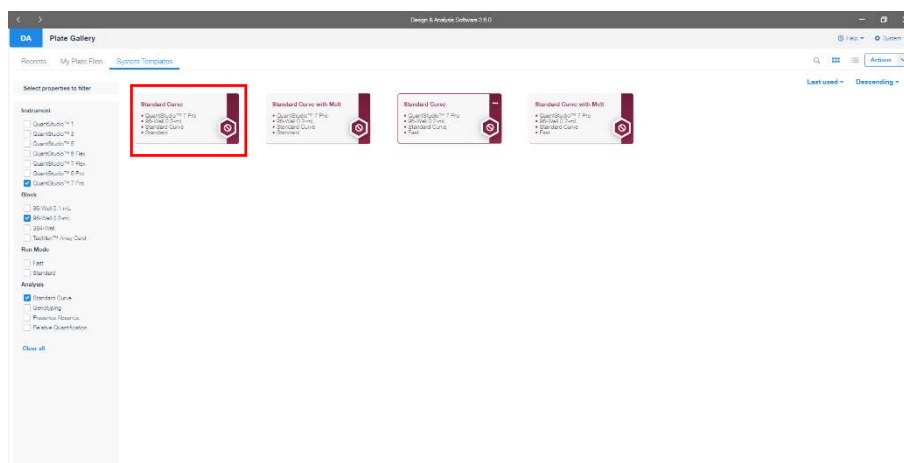 Design & Analysis Software 2.6.0
DA Plate Gallery
Help System
Recents My Plate Files System Templates
Actions
Last used Descending
Select properties to filter
Instrument
QuantStudio™ 1
QuantStudio™ 3
QuantStudio™ 5
QuantStudio™ 6 Flex
QuantStudio™ 7 Flex
QuantStudio™ 6 Pro
QuantStudio™ 7 Pro
Block
96-Well 0.1-mL
96-Well 0.2-mL
384-Well
TaqMan™ Array Card
Run Mode
Fast
Standard
Analysis
Standard Curve
Genotyping
Presence Absence
Relative Quantification
Clear all
Standard Curve
• QuantStudio™ 7 Pro
• 96-Well 0.2-mL
• Standard Curve
• Standard
Standard Curve with Melt
• QuantStudio™ 7 Pro
• 96-Well 0.2-mL
• Standard Curve
• Standard
Standard Curve
• QuantStudio™ 7 Pro
• 96-Well 0.2-mL
• Standard Curve
• Fast
Standard Curve with Melt
• QuantStudio™ 7 Pro
• 96-Well 0.2-mL
• Standard Curve
• Fast